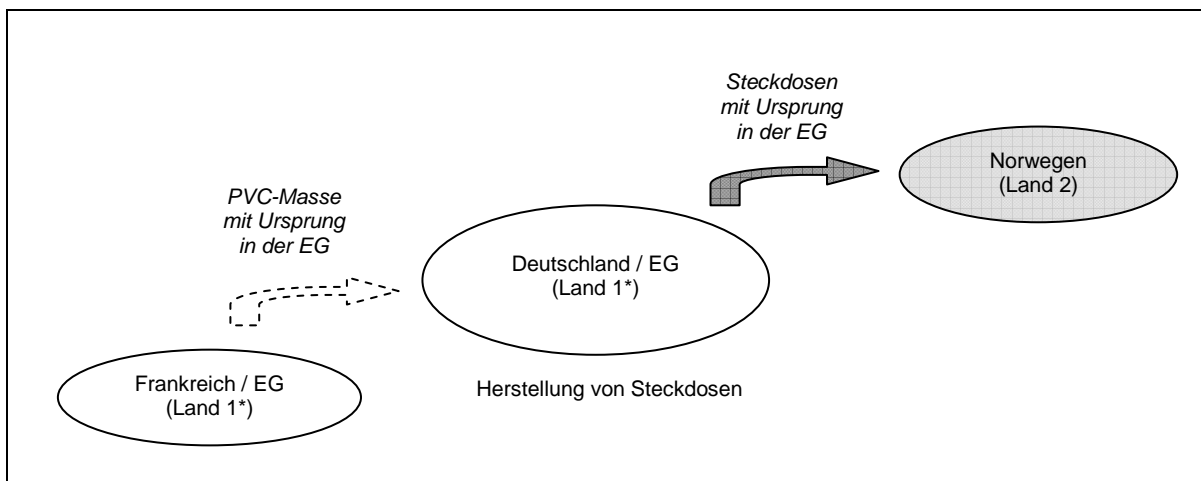 Steckdosen
mit Ursprung
in der EG
Norwegen
(Land 2)
PVC-Masse
mit Ursprung
in der EG
Deutschland / EG
(Land 1*)
Frankreich / EG
(Land 1*)
Herstellung von Steckdosen